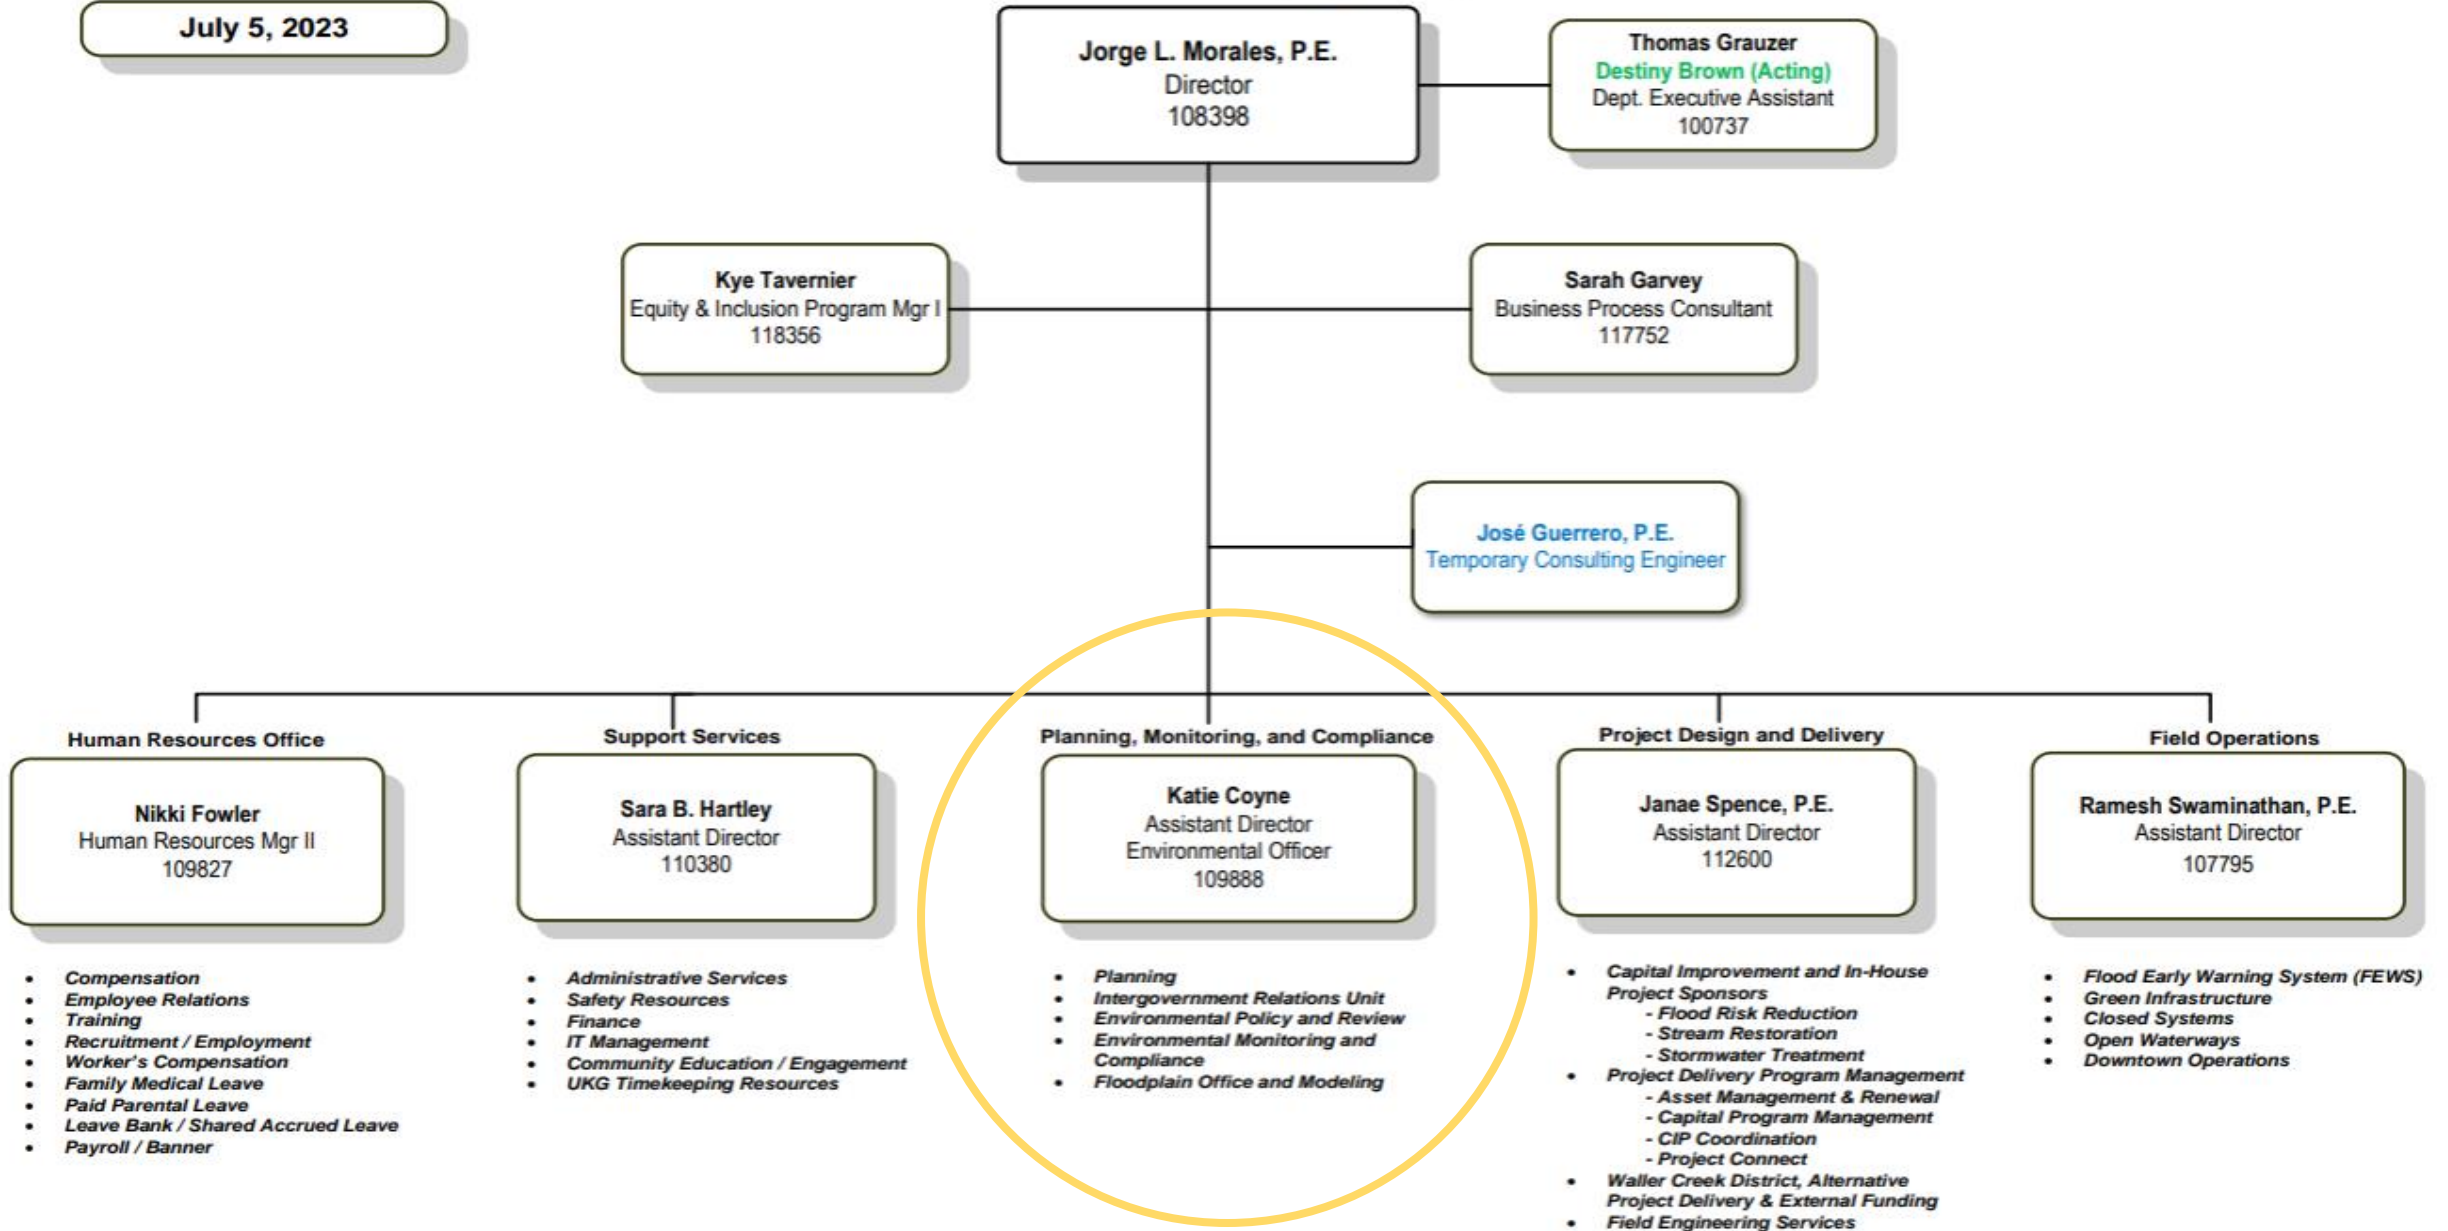 July 5, 2023
Jorge L. Morales, P.E.
Director
108398
Thomas Grauzer
Destiny Brown (Acting)
Dept. Executive Assistant
100737
Kye Tavernier
Equity & Inclusion Program Mgr I
118356
Sarah Garvey
Business Process Consultant
117752
José Guerrero, P.E.
Temporary Consulting Engineer
Human Resources Office
Nikki Fowler
Human Resources Mgr II
109827
• Compensation
• Employee Relations
• Training
• Recruitment / Employment
• Worker's Compensation
• Family Medical Leave
• Paid Parental Leave
• Leave Bank / Shared Accrued Leave
• Payroll / Banner
Support Services
Sara B. Hartley
Assistant Director
110380
• Administrative Services
• Safety Resources
• Finance
• IT Management
• Community Education / Engagement
• UKG Timekeeping Resources
Planning, Monitoring, and Compliance
Katie Coyne
Assistant Director
Environmental Officer
109888
• Planning
• Intergovernment Relations Unit
• Environmental Policy and Review
• Environmental Monitoring and
Compliance
• Floodplain Office and Modeling
Project Design and Delivery
Janae Spence, P.E.
Assistant Director
112600
• Capital Improvement and In-House
Project Sponsors
- Flood Risk Reduction
- Stream Restoration
- Stormwater Treatment
• Project Delivery Program Management
- Asset Management & Renewal
- Capital Program Management
- CIP Coordination
- Project Connect
• Waller Creek District, Alternative
Project Delivery & External Funding
• Field Engineering Services
Field Operations
Ramesh Swaminathan, P.E.
Assistant Director
107795
• Flood Early Warning System (FEWS)
• Green Infrastructure
• Closed Systems
• Open Waterways
• Downtown Operations